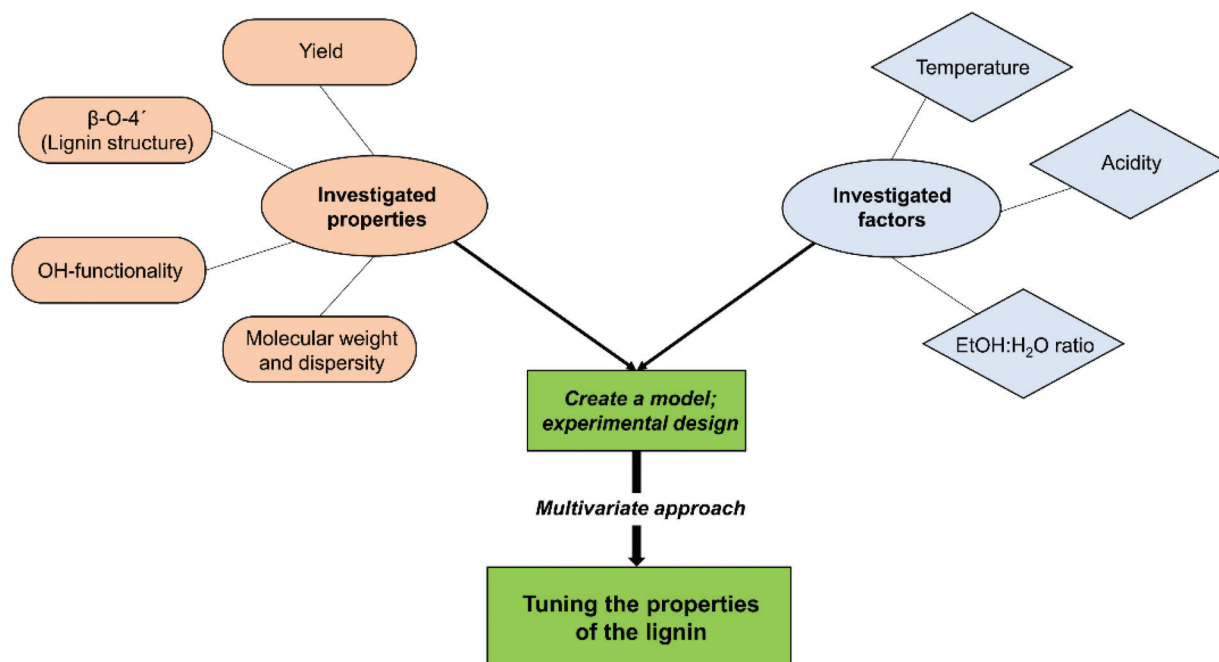 Yield
β-O-4´
(Lignin structure)
Investigated
properties
OH-functionality
Molecular weight
and dispersity
Temperature
Acidity
Investigated
factors
EtOH:H₂O ratio
Create a model;
experimental design
Multivariate approach
Tuning the properties
of the lignin